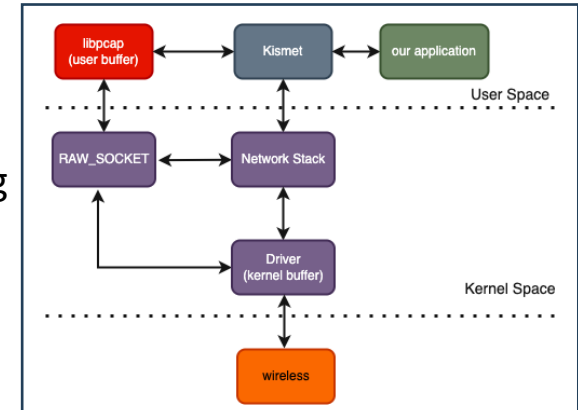 libpcap
(user buffer)
Kismet
our application
User Space
RAW_SOCKET
Network Stack
g
Driver
(kernel buffer)
Kernel Space
wireless